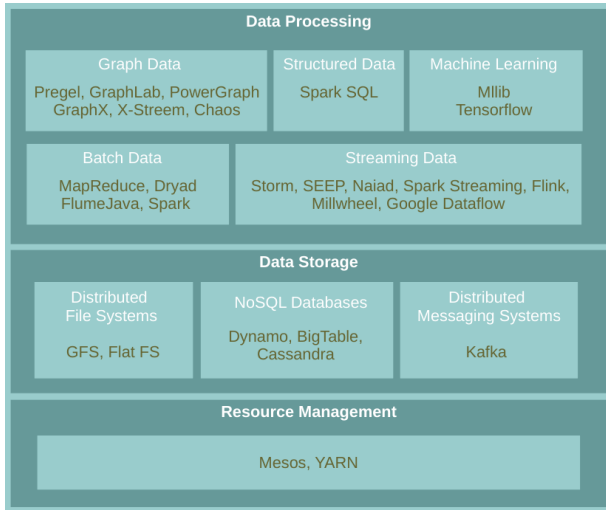 Data Processing
Graph Data
Pregel, GraphLab, PowerGraph
GraphX, X-Streem, Chaos
Structured Data
Spark SQL
Machine Learning
Mllib
Tensorflow
Batch Data
MapReduce, Dryad
FlumeJava, Spark
Streaming Data
Storm, SEEP, Naiad, Spark Streaming, Flink,
Millwheel, Google Dataflow
Data Storage
Distributed
File Systems
GFS, Flat FS
NoSQL Databases
Dynamo, BigTable,
Cassandra
Distributed
Messaging Systems
Kafka
Resource Management
Mesos, YARN